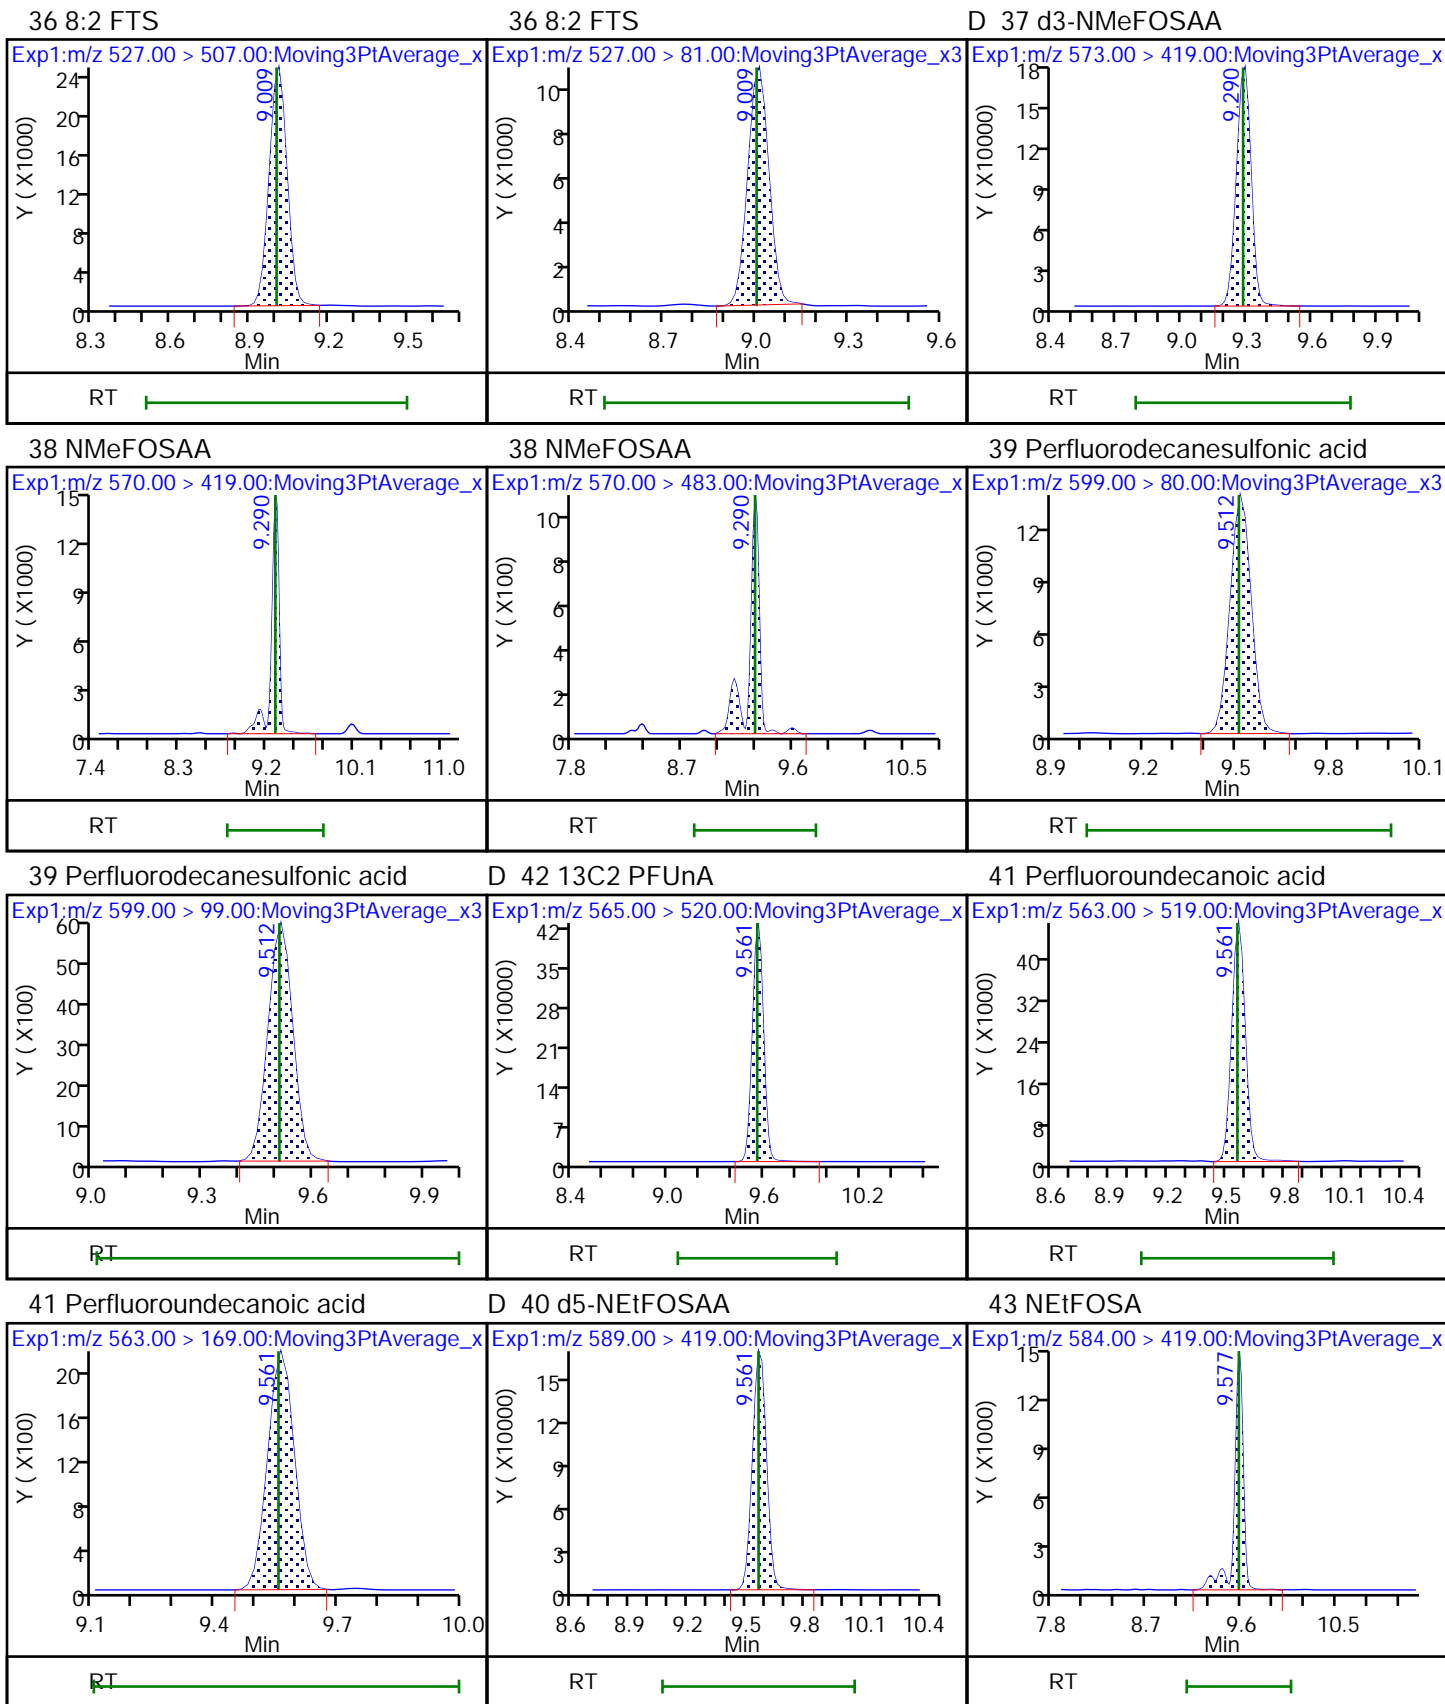 36 8:2 FTS
Exp1:m/z 527.00 > 507.00:Moving3PtAverage_x
9.009
Y ( X10000)
24
20
16
12
8
4
0
8.3 8.6 8.9 9.2 9.5
Min
RT
36 8:2 FTS
Exp1:m/z 527.00 > 81.00:Moving3PtAverage_x3
9.009
Y ( X1000)
10
8
6
4
2
0
8.4 8.7 9.0 9.3 9.6
Min
RT
D 37 d3-NMeFOSAA
Exp1:m/z 573.00 > 419.00:Moving3PtAverage_x
9.290
Y ( X10000)
18
15
12
9
6
3
0
8.4 8.7 9.0 9.3 9.6 9.9
Min
RT
38 NMeFOSAA
Exp1:m/z 570.00 > 419.00:Moving3PtAverage_x
9.290
Y ( X1000)
15
12
9
6
3
0
7.4 8.3 9.2 10.1 11.0
Min
RT
38 NMeFOSAA
Exp1:m/z 570.00 > 483.00:Moving3PtAverage_x
9.290
Y ( X100)
10
8
6
4
2
0
7.8 8.7 9.6 10.5
Min
RT
39 Perfluorodecanesulfonic acid
Exp1:m/z 599.00 > 80.00:Moving3PtAverage_x3
9.512
Y ( X1000)
12
9
6
3
0
8.9 9.2 9.5 9.8 10.1
Min
RT
39 Perfluorodecanesulfonic acid
Exp1:m/z 599.00 > 99.00:Moving3PtAverage_x3
9.512
Y ( X100)
60
50
40
30
20
10
0
9.0 9.3 9.6 9.9
Min
RT
D 42 13C2 PFUnA
Exp1:m/z 565.00 > 520.00:Moving3PtAverage_x
9.561
Y ( X10000)
42
35
28
21
14
7
0
8.4 9.0 9.6 10.2
Min
RT
41 Perfluoroundecanoic acid
Exp1:m/z 563.00 > 519.00:Moving3PtAverage_x
9.561
Y ( X1000)
40
32
24
16
8
0
8.6 8.9 9.2 9.5 9.8 10.1 10.4
Min
RT
41 Perfluoroundecanoic acid
Exp1:m/z 563.00 > 169.00:Moving3PtAverage_x
9.561
Y ( X100)
20
16
12
8
4
0
9.1 9.4 9.7 10.0
Min
RT
D 40 d5-NEtFOSAA
Exp1:m/z 589.00 > 419.00:Moving3PtAverage_x
9.561
Y ( X10000)
15
12
9
6
3
0
8.6 8.9 9.2 9.5 9.8 10.1 10.4
Min
RT
43 NEtFOSA
Exp1:m/z 584.00 > 419.00:Moving3PtAverage_x
9.577
Y ( X1000)
15
12
9
6
3
0
7.8 8.7 9.6 10.5
Min
RT